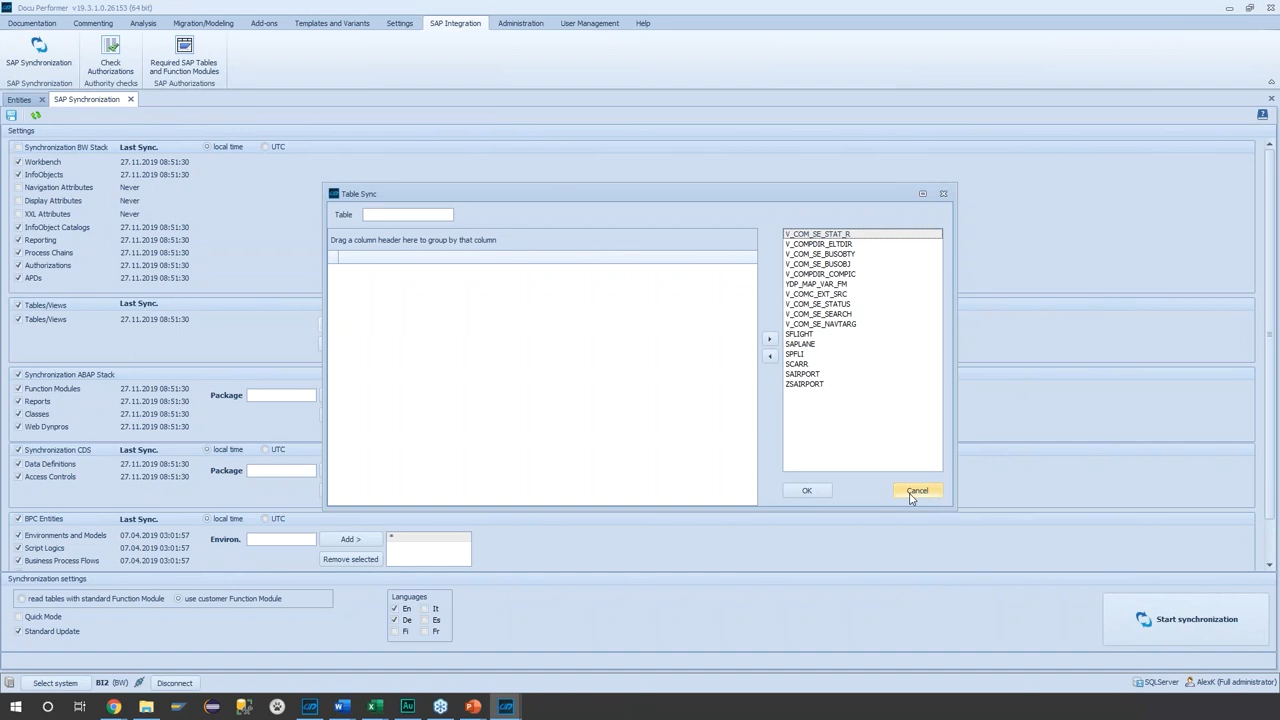 Docu Performer v19.3.1.0.26153 (64 bit)
Documentation Commenting Analysis Migration/Modeling Add-ons Templates and Variants Settings SAP Integration Administration User Management Help
SAP Synchronization
Check Authorizations
Required SAP Tables and Function Modules
SAP Synchronization Authority checks SAP Authorizations
Entities SAP Synchronization
Settings
Synchronization BW Stack Last Sync. local time UTC
Workbench 27.11.2019 08:51:30
InfoObjects 27.11.2019 08:51:30
Navigation Attributes Never
Display Attributes Never
XXL Attributes Never
InfoObject Catalogs 27.11.2019 08:51:30
Reporting 27.11.2019 08:51:30
Process Chains 27.11.2019 08:51:30
Authorizations 27.11.2019 08:51:30
APDs 27.11.2019 08:51:30
Tables/Views Last Sync.
Tables/Views 27.11.2019 08:51:30
Synchronization ABAP Stack Last Sync.
Function Modules 27.11.2019 08:51:30
Reports 27.11.2019 08:51:30
Package
Classes 27.11.2019 08:51:30
Web Dynpros 27.11.2019 08:51:30
Synchronization CDS Last Sync. local time UTC
Data Definitions 27.11.2019 08:51:30
Package
Access Controls 27.11.2019 08:51:30
BPC Entities Last Sync. local time UTC
Environments and Models 07.04.2019 03:01:57
Environ. Add > *
Script Logics 07.04.2019 03:01:57
Business Process Flows 07.04.2019 03:01:57
Remove selected
Table Sync
Table
Drag a column header here to group by that column
V_COM_SE_STAT_R
V_COMPDIR_ELTDIR
V_COM_SE_BUSOBTY
V_COM_SE_BUSOBJ
V_COMPDIR_COMPIC
YDP_MAP_VAR_FM
V_COMC_EXT_SRC
V_COM_SE_STATUS
V_COM_SE_SEARCH
V_COM_SE_NAVTARG
SFLIGHT
SAPLANE
SPFLI
SCARR
SAIRPORT
ZSAIRPORT
OK Cancel
Synchronization settings
read tables with standard Function Module use customer Function Module
Quick Mode
Standard Update
Languages
En It
De Es
Fi Fr
Start synchronization
Select system BI2 (BW) Disconnect SQLServer AlexK (Full administrator)